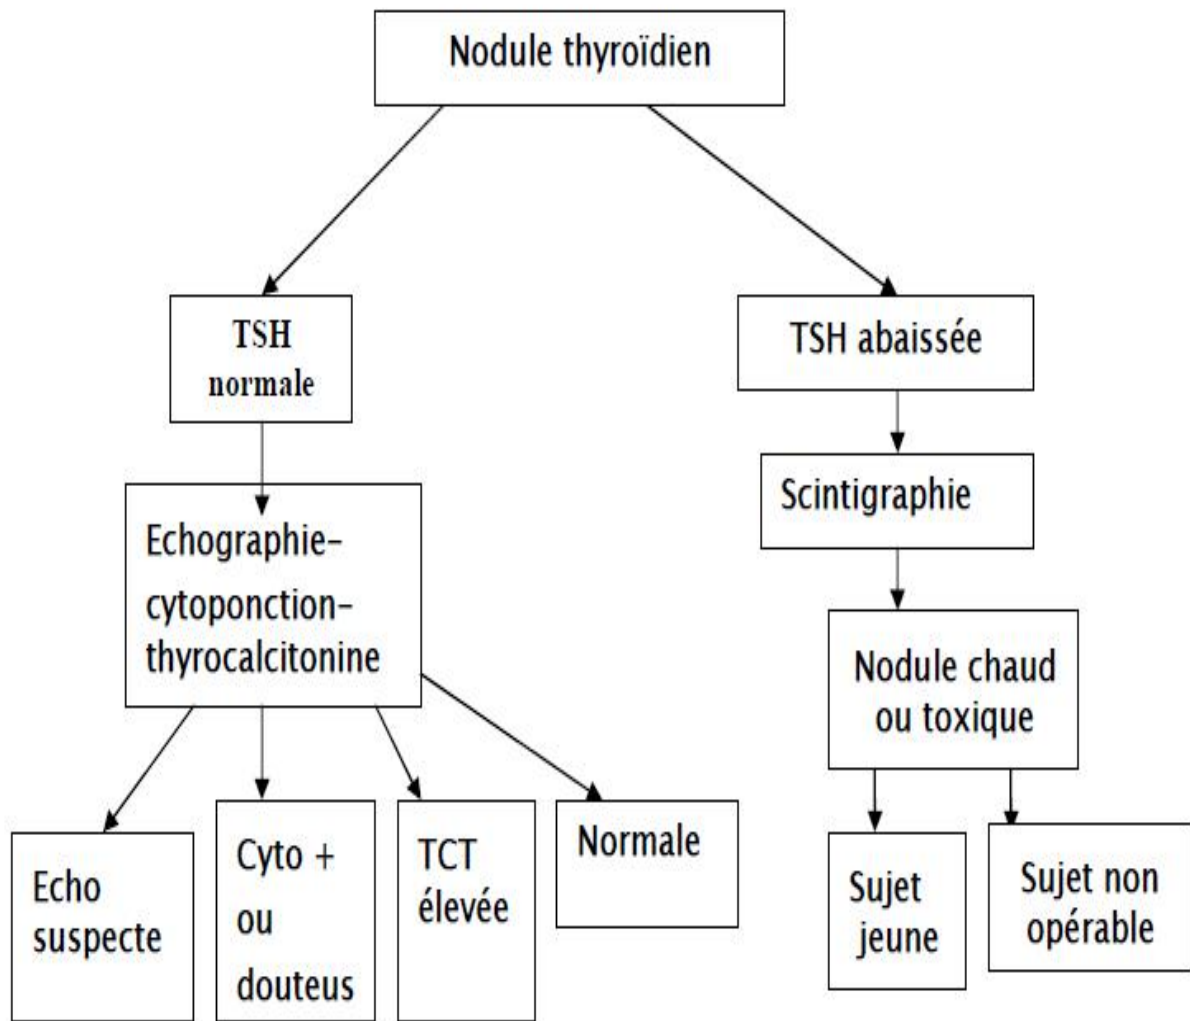 Nodule thyroïdien
TSH
normale
TSH abaissée
Echographie-
cytoponction-
thyrocalcitonine
Scintigraphie
Nodule chaud
ou toxique
Echo
suspecte
Cyto +
ou
douteus
TCT
élevée
Normale
Sujet
jeune
Sujet non
opérable